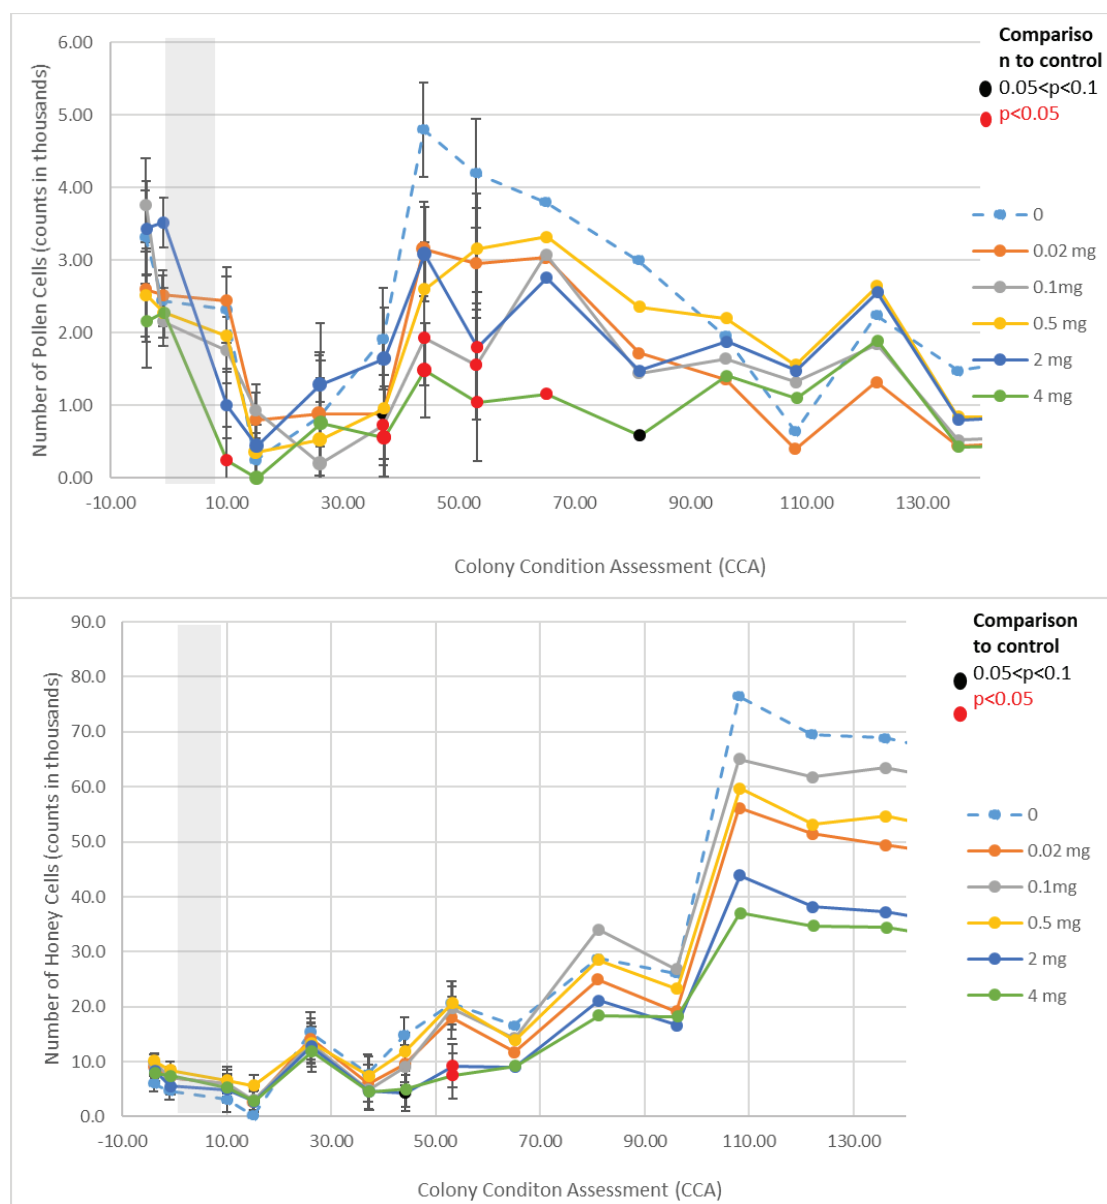 Compariso
n to control
0.05<p<0.1
p<0.05
6.00
5.00
4.00
3.00
2.00
1.00
0.00
Number of Pollen Cells (counts in thousands)
0
0.02 mg
0.1mg
0.5 mg
2 mg
4 mg
-10.00 10.00 30.00 50.00 70.00 90.00 110.00 130.00
Colony Condition Assessment (CCA)
Comparison
to control
0.05<p<0.1
p<0.05
90.0
80.0
70.0
60.0
50.0
40.0
30.0
20.0
10.0
0.0
Number of Honey Cells (counts in thousands)
0
0.02 mg
0.1mg
0.5 mg
2 mg
4 mg
-10.00 10.00 30.00 50.00 70.00 90.00 110.00 130.00
Colony Conditon Assessment (CCA)